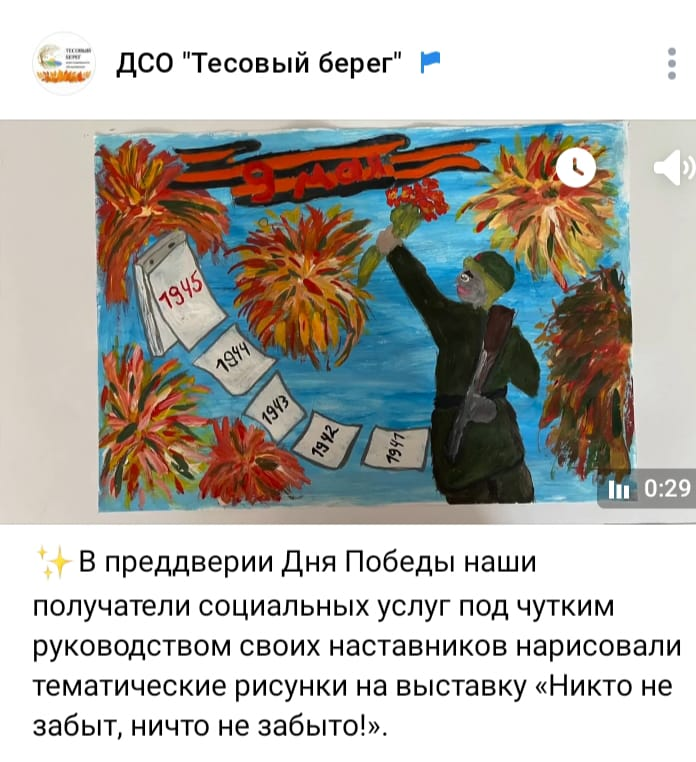 ДСО "Тесовый берег"
9 мая
1945
1944
1943
1942
1941
0:29
✨ В преддверии Дня Победы наши
получатели социальных услуг под чутким
руководством своих наставников нарисовали
тематические рисунки на выставку «Никто не
забыт, ничто не забыто!».